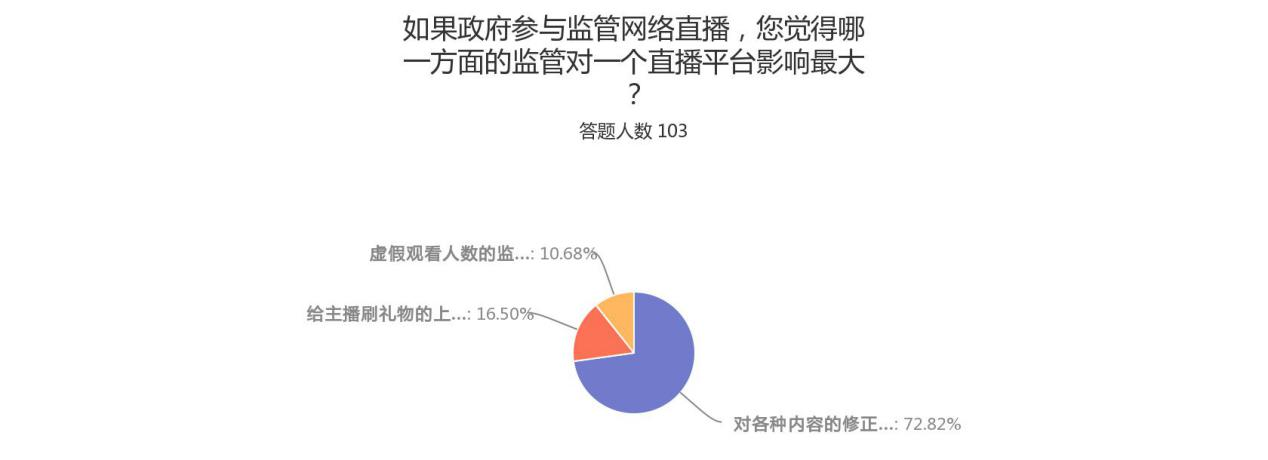 如果政府参与监管网络直播，您觉得哪
一方面的监管对一个直播平台影响最大
？
答题人数 103
虚假观看人数的监...: 10.68%
给主播刷礼物的上...: 16.50%
对各种内容的修正...: 72.82%